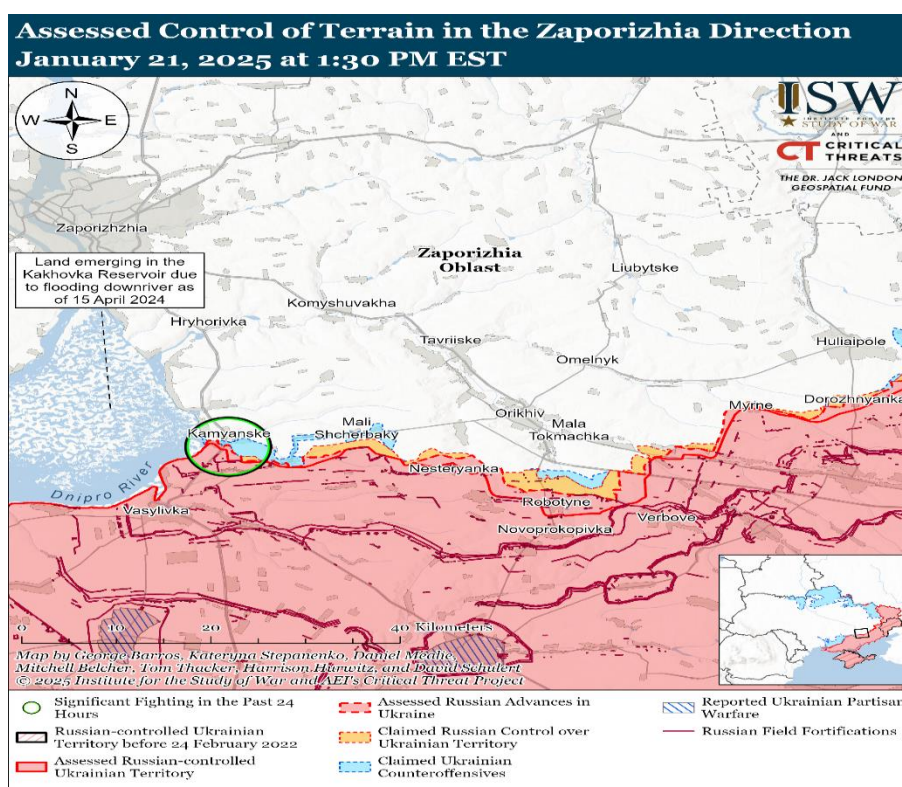 Assessed Control of Terrain in the Zaporizhia Direction
January 21, 2025 at 1:30 PM EST
N
W E
S
ISW
INSTITUTE FOR THE
STUDY OF WAR
AND
CT CRITICAL
THREATS
THE DR. JACK LONDON
GEOSPATIAL FUND
Zaporizhzhia
Land emerging in the
Kakhovka Reservoir due
to flooding downriver as
of 15 April 2024
Zaporizhia
Oblast
Liubytske
Komyshuvakha
Hryhorivka
Tavriiske
Huliaipole
Omelnyk
Orikhiv
Myrne
Dorozhnyanka
Kamyanske
Mali
Shcherbaky
Mala
Tokmachka
Nesteryanka
Dnipro River
Vasylivka
Robotyne
Novoprokopivka
Verbove
0 10 20 40 Kilometers
Map by George Barros, Kateryna Stepanenko, Daniel Mealie,
Mitchell Belcher, Tom Thacker, Harrison Hurwitz, and David Schulert
© 2025 Institute for the Study of War and AEI's Critical Threat Project
Significant Fighting in the Past 24
Hours
Russian-controlled Ukrainian
Territory before 24 February 2022
Assessed Russian-controlled
Ukrainian Territory
Assessed Russian Advances in
Ukraine
Claimed Russian Control over
Ukrainian Territory
Claimed Ukrainian
Counteroffensives
Reported Ukrainian Partisan
Warfare
Russian Field Fortifications